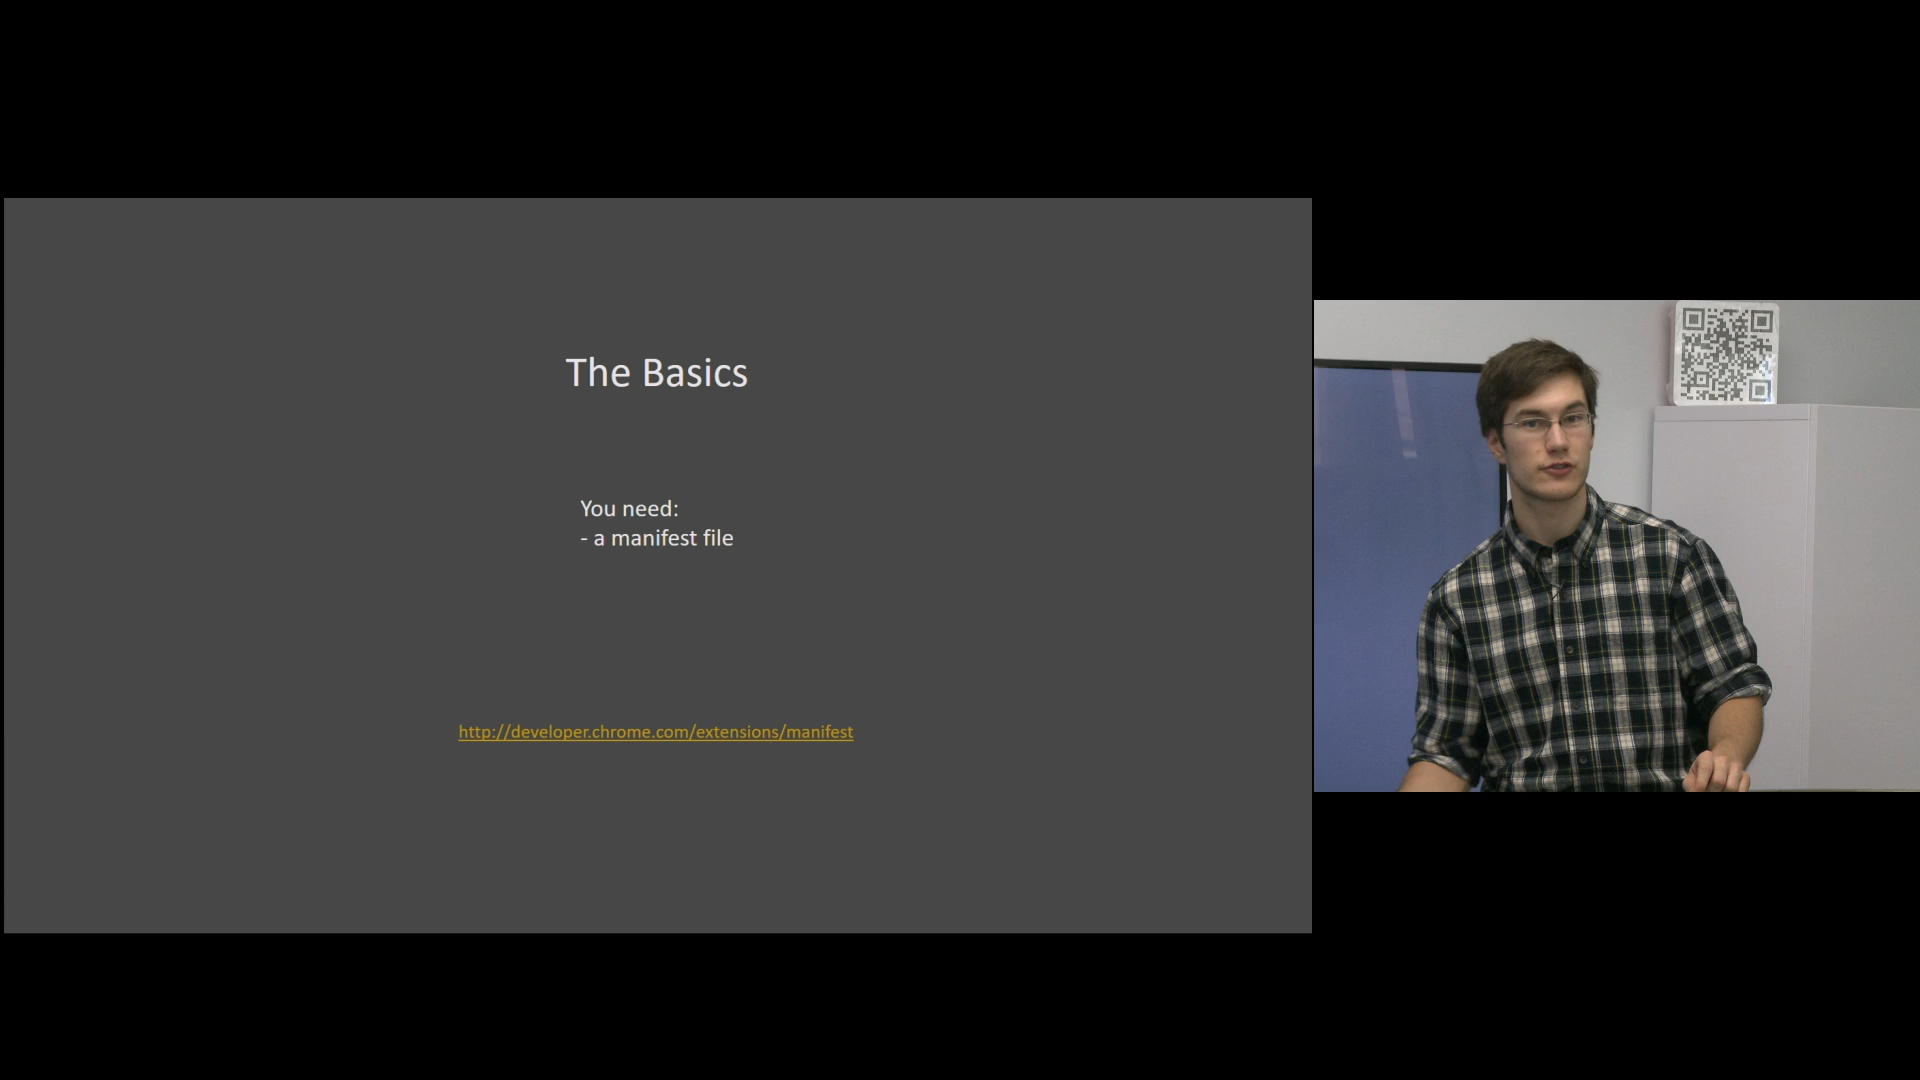 The Basics
You need:
- a manifest file
http://developer.chrome.com/extensions/manifest